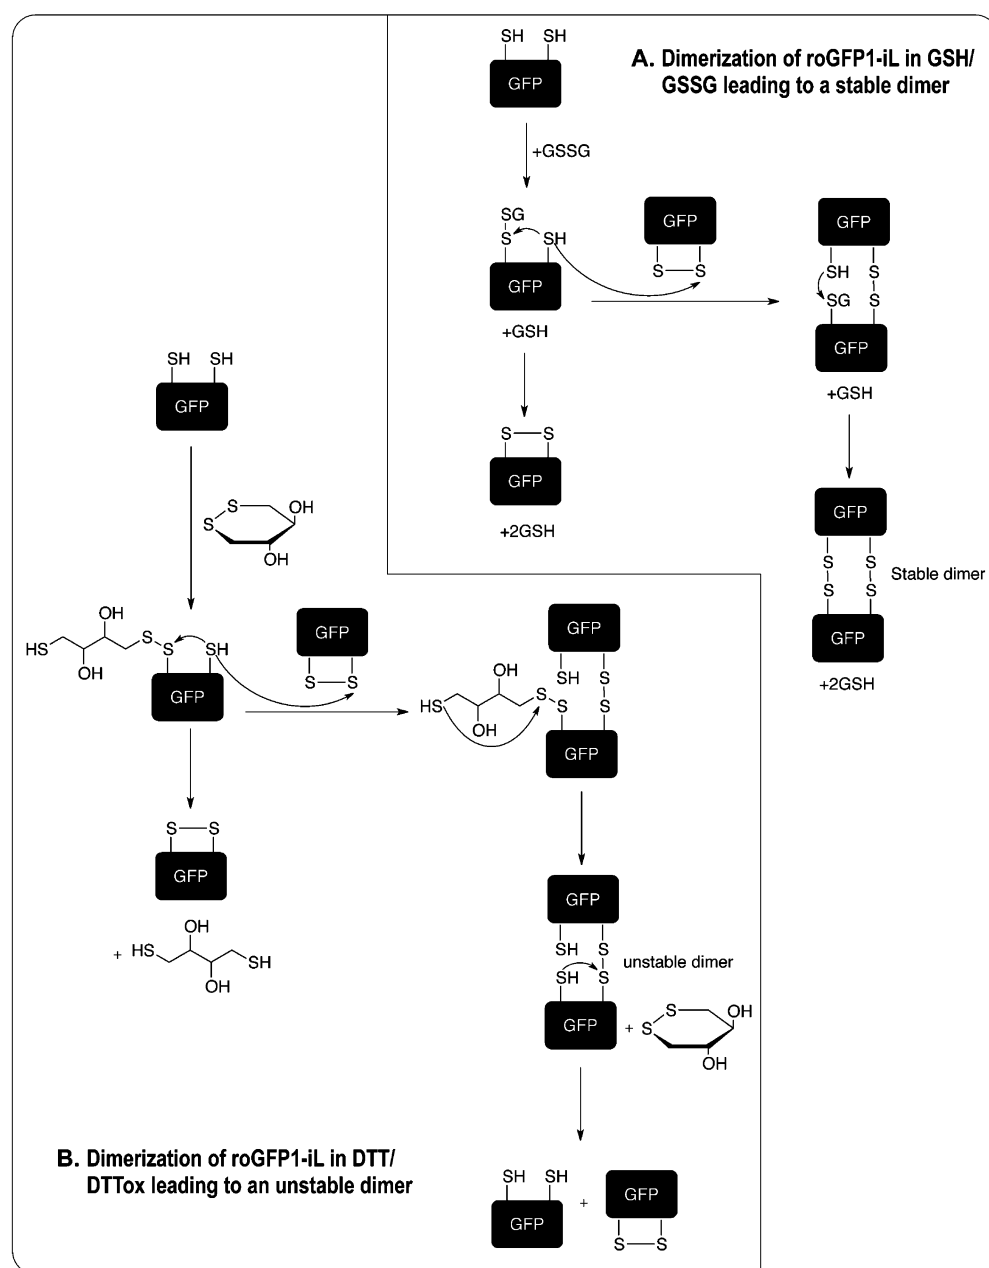 SH SH
GFP
A. Dimerization of roGFP1-iL in GSH/
GSSG leading to a stable dimer
+GSSG
SG
S SH
GFP
+GSH
GFP
S S
GFP
SH S
SG S
GFP
+GSH
S S
GFP
+2GSH
GFP
S S
S S
GFP
Stable dimer
+2GSH
SH SH
GFP
S
S
OH
OH
OH
HS
OH
S
S
SH
GFP
GFP
S S
GFP
SH S
OH
HS
OH
S
S S
GFP
S S
GFP
+
OH
HS
SH
OH
GFP
SH S
SH S
unstable dimer
GFP
+
S
S
OH
OH
B. Dimerization of roGFP1-iL in DTT/
DTTox leading to an unstable dimer
SH SH
GFP
+
GFP
S S